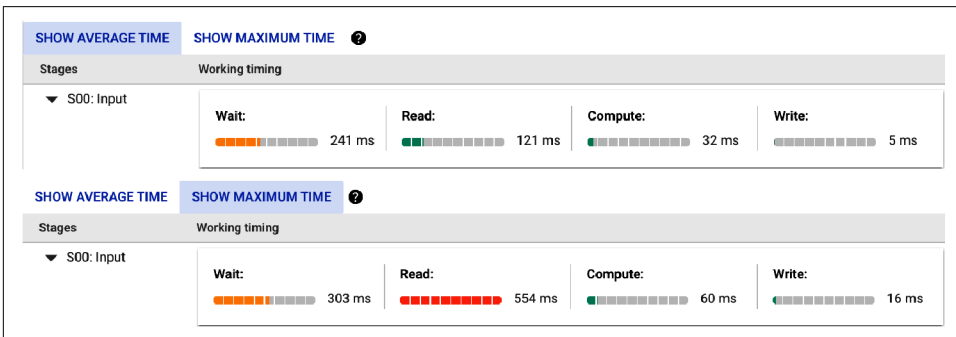 SHOW AVERAGE TIME SHOW MAXIMUM TIME ?
Stages Working timing
S00: Input
Wait: Read: Compute: Write:
241 ms 121 ms 32 ms 5 ms
SHOW AVERAGE TIME SHOW MAXIMUM TIME ?
Stages Working timing
S00: Input
Wait: Read: Compute: Write:
303 ms 554 ms 60 ms 16 ms